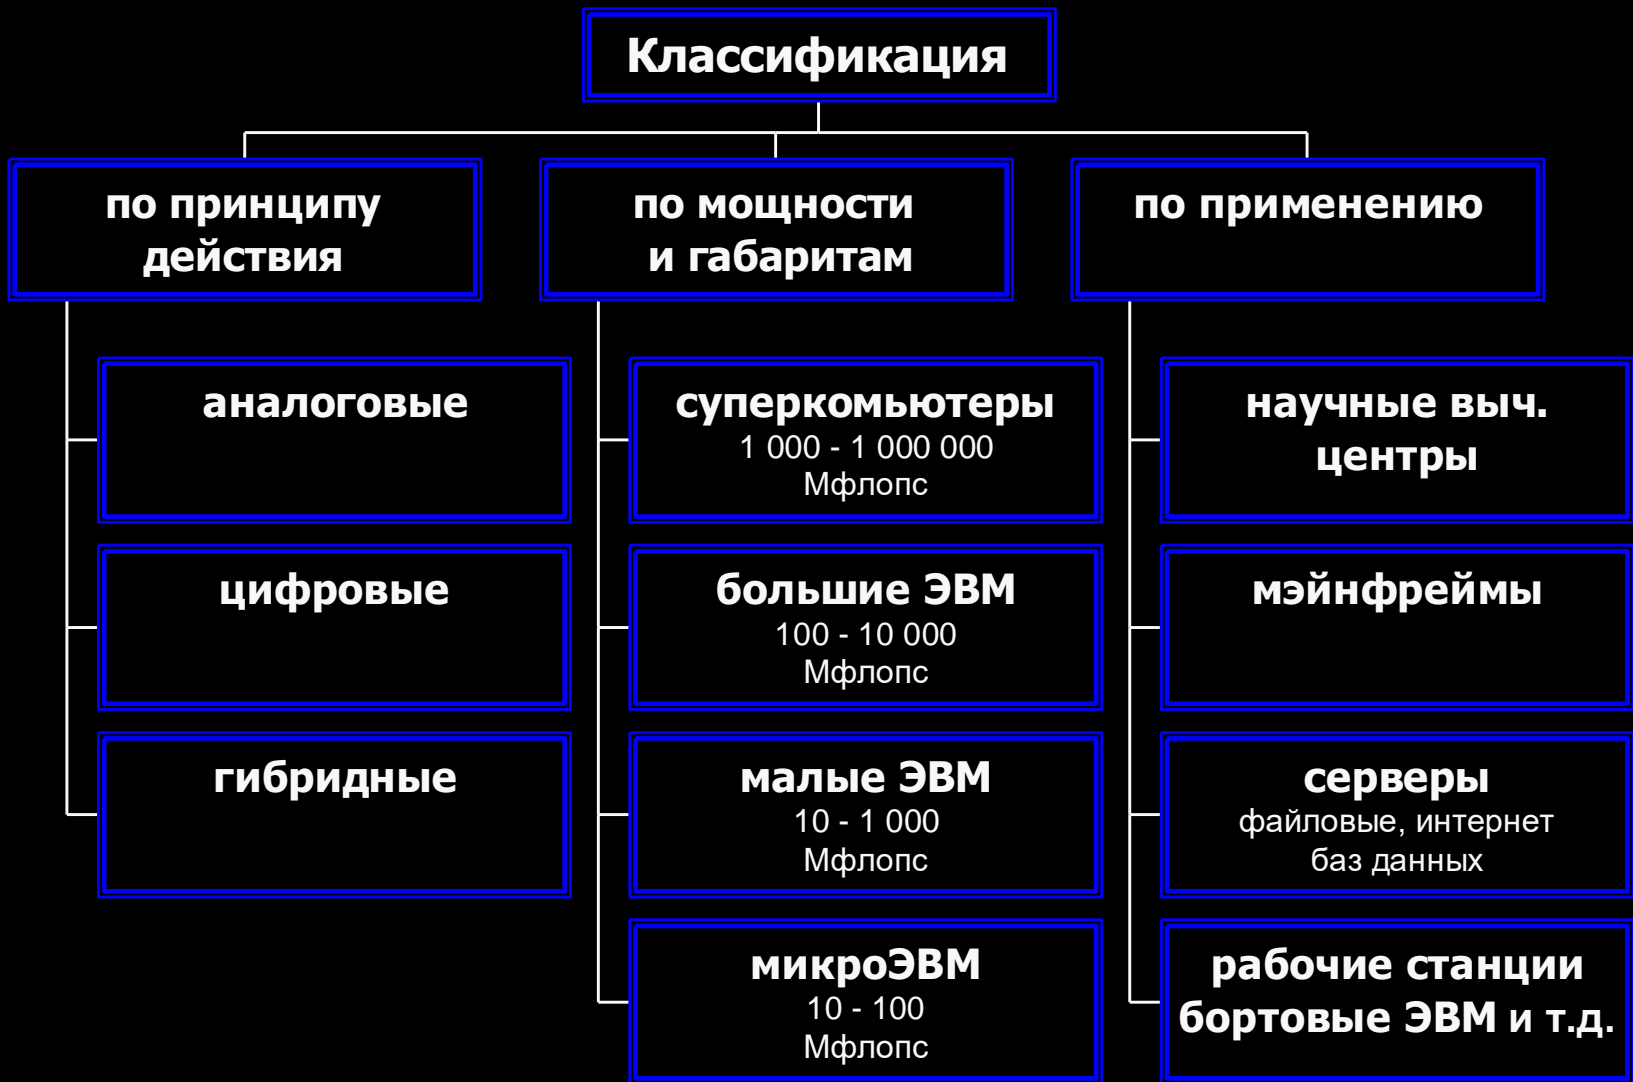 Классификация
по принципу
действия
по мощности
и габаритам
по применению
аналоговые
цифровые
гибридные
суперкомьютеры
1 000 - 1 000 000
Мфлопс
большие ЭВМ
100 - 10 000
Мфлопс
малые ЭВМ
10 - 1 000
Мфлопс
микроЭВМ
10 - 100
Мфлопс
научные выч.
центры
мэйнфреймы
серверы
файловые, интернет
баз данных
рабочие станции
бортовые ЭВМ и т.д.